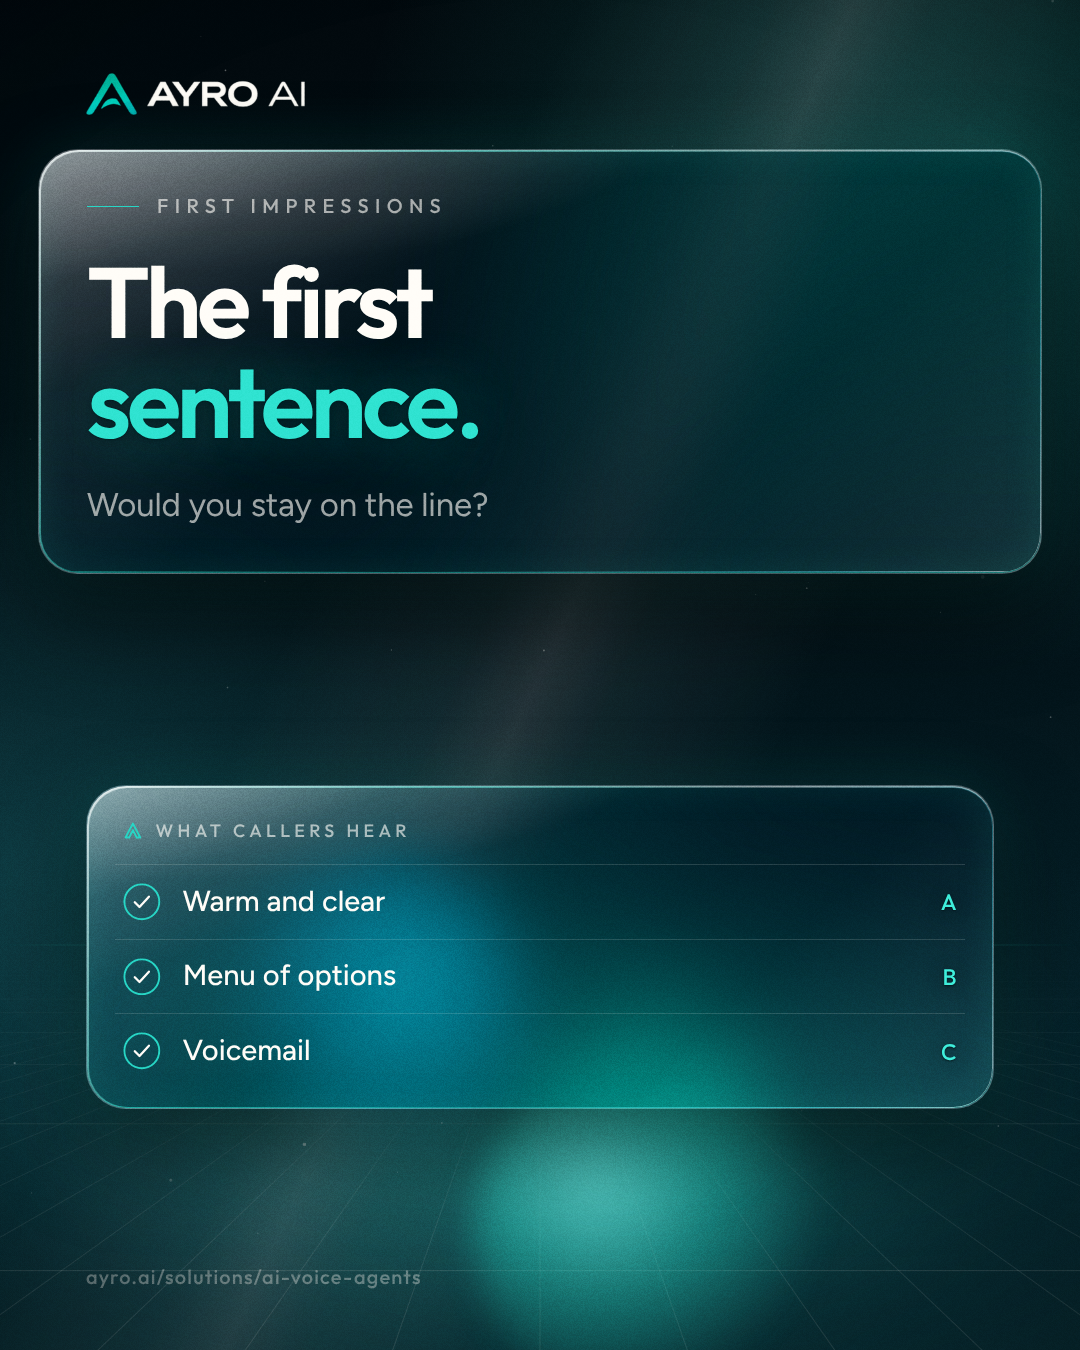 AYRO AI
FIRST IMPRESSIONS
The first
sentence.
Would you stay on the line?
WHAT CALLERS HEAR
Warm and clear A
Menu of options B
Voicemail C
ayro.ai/solutions/ai-voice-agents